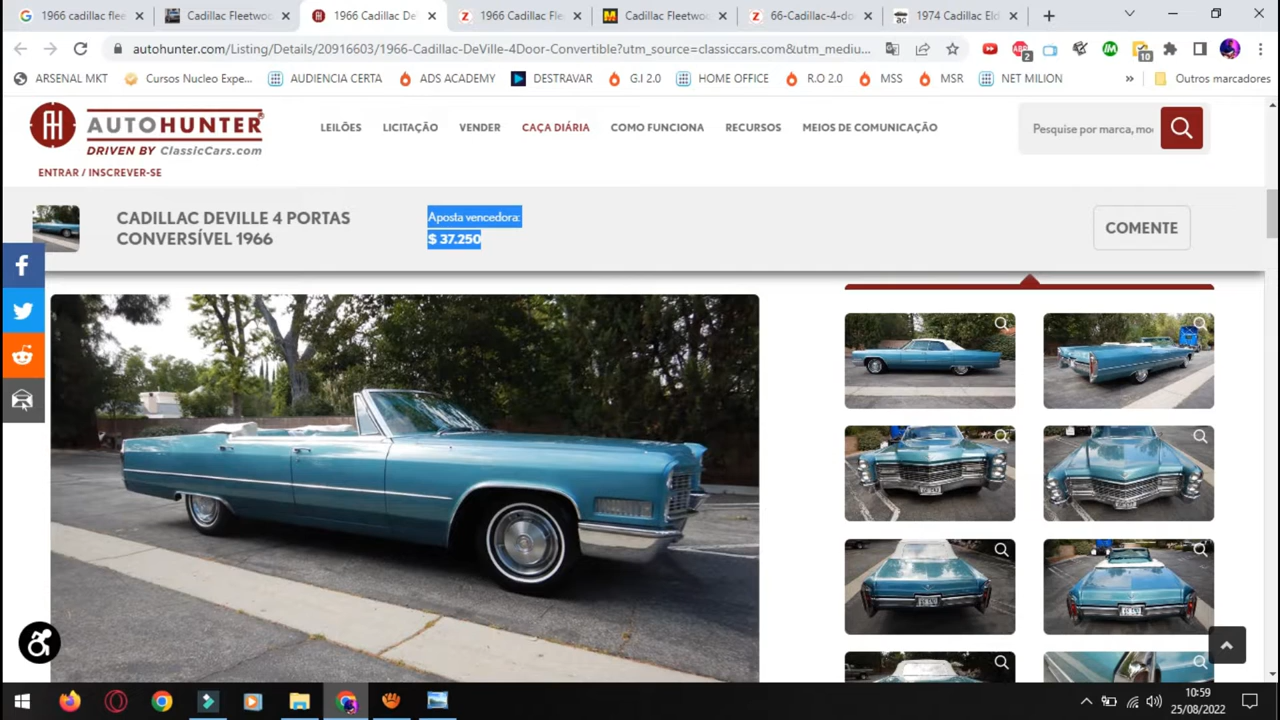 1966 cadillac flee
Cadillac Fleetwoo
1966 Cadillac De
1966 Cadillac Fle
Cadillac Fleetwo
66-Cadillac-4-do
1974 Cadillac Eld
autohunter.com/Listing/Details/20916603/1966-Cadillac-DeVille-4Door-Convertible?utm_source=classiccars.com&utm_mediu...
2
10
ARSENAL MKT
Cursos Nucleo Expe...
AUDIENCIA CERTA
ADS ACADEMY
DESTRAVAR
G.I 2.0
HOME OFFICE
R.O 2.0
MSS
MSR
NET MILION
»
Outros marcadores
AH AUTOHUNTER®
DRIVEN BY ClassicCars.com
LEILÕES
LICITAÇÃO
VENDER
CAÇA DIÁRIA
COMO FUNCIONA
RECURSOS
MEIOS DE COMUNICAÇÃO
Pesquise por marca, mo
ENTRAR / INSCREVER-SE
CADILLAC DEVILLE 4 PORTAS
CONVERSÍVEL 1966
Aposta vencedora:
$ 37.250
COMENTE
10:59
25/08/2022